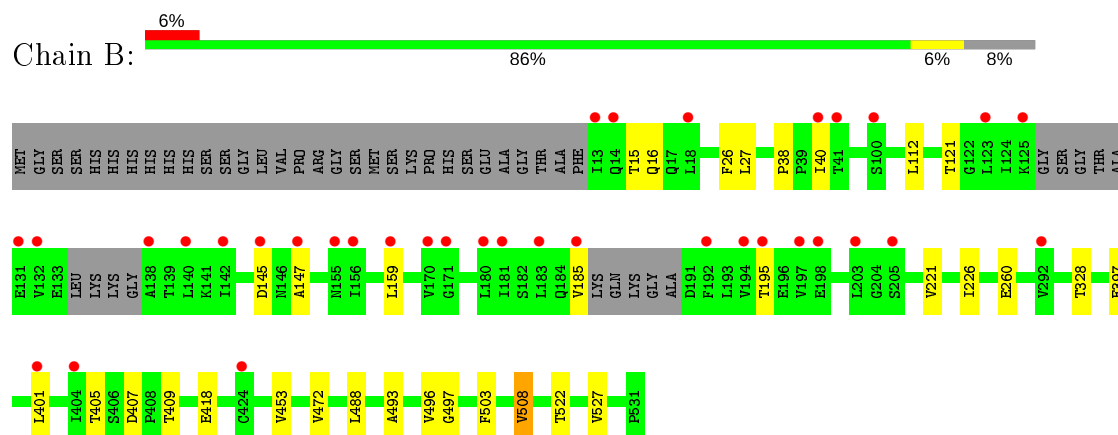 6%
Chain B:
86% 6% 8%
MET GLY SER SER HIS HIS HIS HIS HIS HIS HIS SER SER GLY LEU VAL PRO ARG GLY SER MET SER LYS PRO HIS SER GLU ALA GLY THR ALA PHE I13 Q14 T15 Q16 Q17 L18 F26 L27 P38 P39 I40 T41 S100 L112 T121 G122 L123 I124 K125 GLY SER GLY THR ALA
E131 V132 E133 LEU LYS LYS GLY A138 T139 L140 K141 I142 D145 N146 A147 N155 I156 L159 V170 G171 L180 I181 S182 L183 Q184 V185 LYS GLN LYS GLY ALA D191 F192 L193 V194 T195 E196 V197 E198 L203 G204 S205 V221 I226 E260 V292 T328
L401 I404 T405 S406 D407 P408 T409 E418 C424 V453 V472 L488 A493 V496 G497 F503 V508 T522 V527 P531